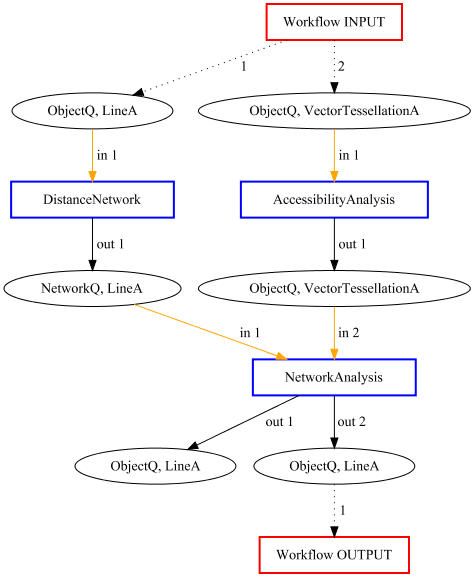 Workflow INPUT
1
2
ObjectQ, LineA
ObjectQ, VectorTessellationA
in 1
in 1
DistanceNetwork
AccessibilityAnalysis
out 1
out 1
NetworkQ, LineA
ObjectQ, VectorTessellationA
in 1
in 2
NetworkAnalysis
out 1
out 2
ObjectQ, LineA
ObjectQ, LineA
1
Workflow OUTPUT